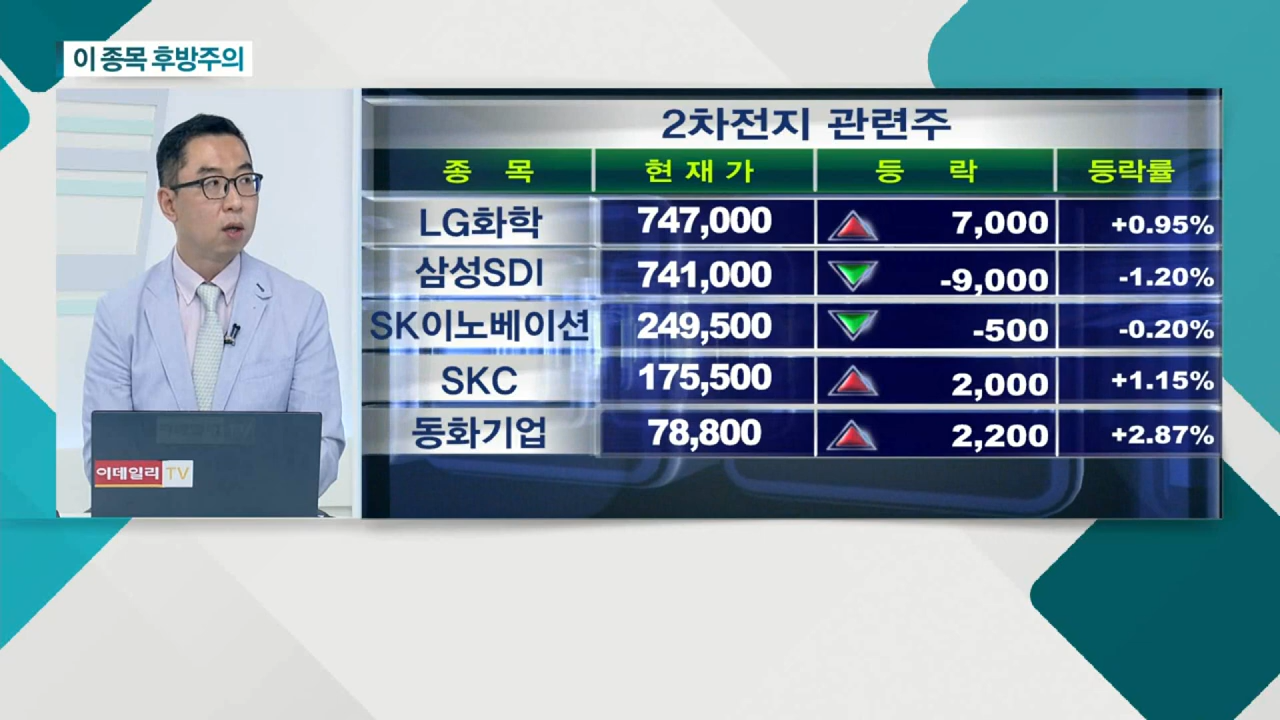 이 종목 후방주의
2차전지 관련주
종 목 현 재 가 등 락 등락률
LG화학 747,000 7,000 +0.95%
삼성SDI 741,000 -9,000 -1.20%
SK이노베이션 249,500 -500 -0.20%
SKC 175,500 2,000 +1.15%
동화기업 78,800 2,200 +2.87%
이데일리 TV